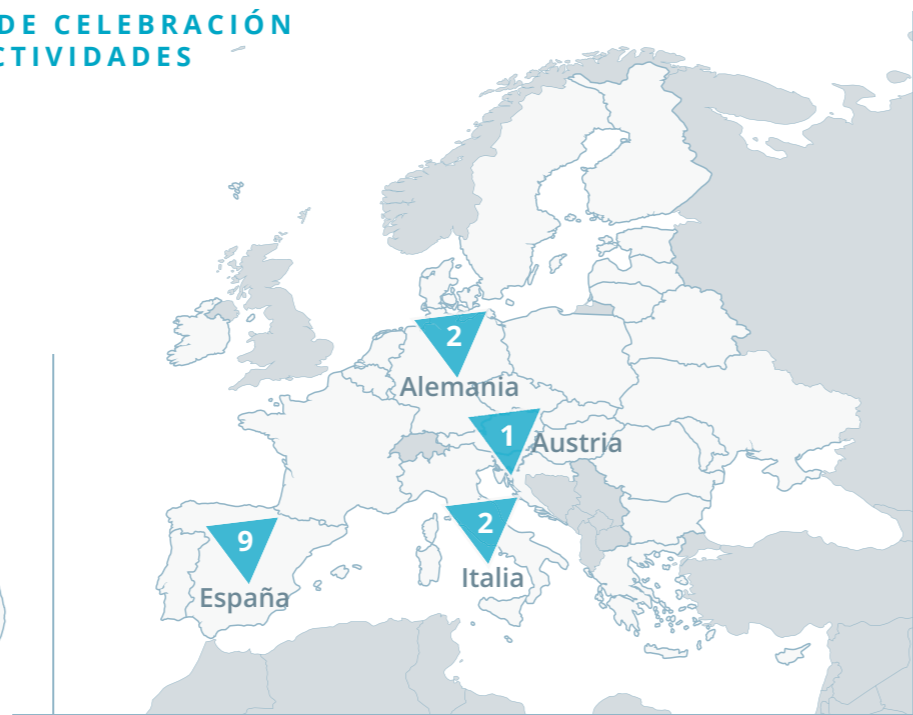 DE CELEBRACIÓN
CTIVIDADES
2
Alemania
1
Austria
2
Italia
9
España